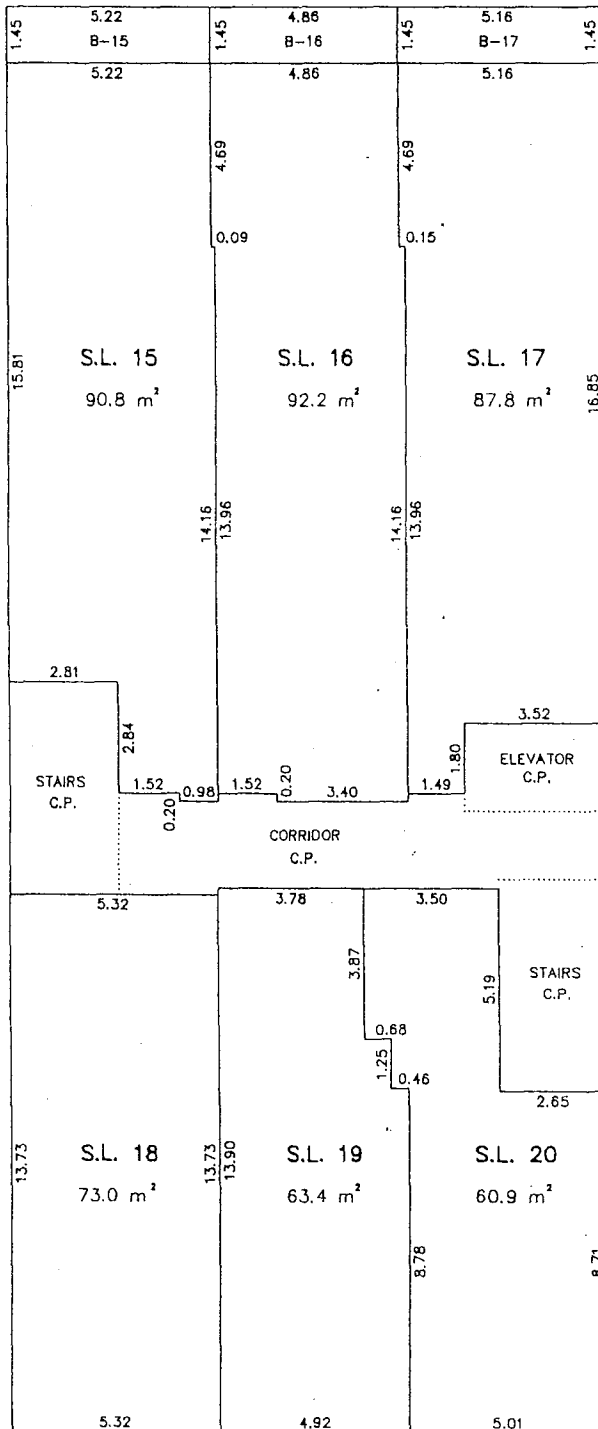 5.22 4.86 5.16
1.45 B-15 1.45 B-16 1.45 B-17 1.45
5.22 4.86 5.16
4.69 4.69
0.09 0.15
S.L. 15 S.L. 16 S.L. 17
90.8 m² 92.2 m² 87.8 m²
15.81 16.85
14.16 13.96 14.16 13.96
2.81
3.52
2.84 1.80
ELEVATOR
C.P.
STAIRS
C.P.
1.52 0.20 0.98 1.52 0.20 3.40 1.49
CORRIDOR
C.P.
5.32 3.78 3.50
3.87 5.19
STAIRS
C.P.
0.68
1.25 0.46
2.65
S.L. 18 S.L. 19 S.L. 20
73.0 m² 63.4 m² 60.9 m²
13.73 13.73 13.90
8.78 8.71
5.32 4.92 5.01